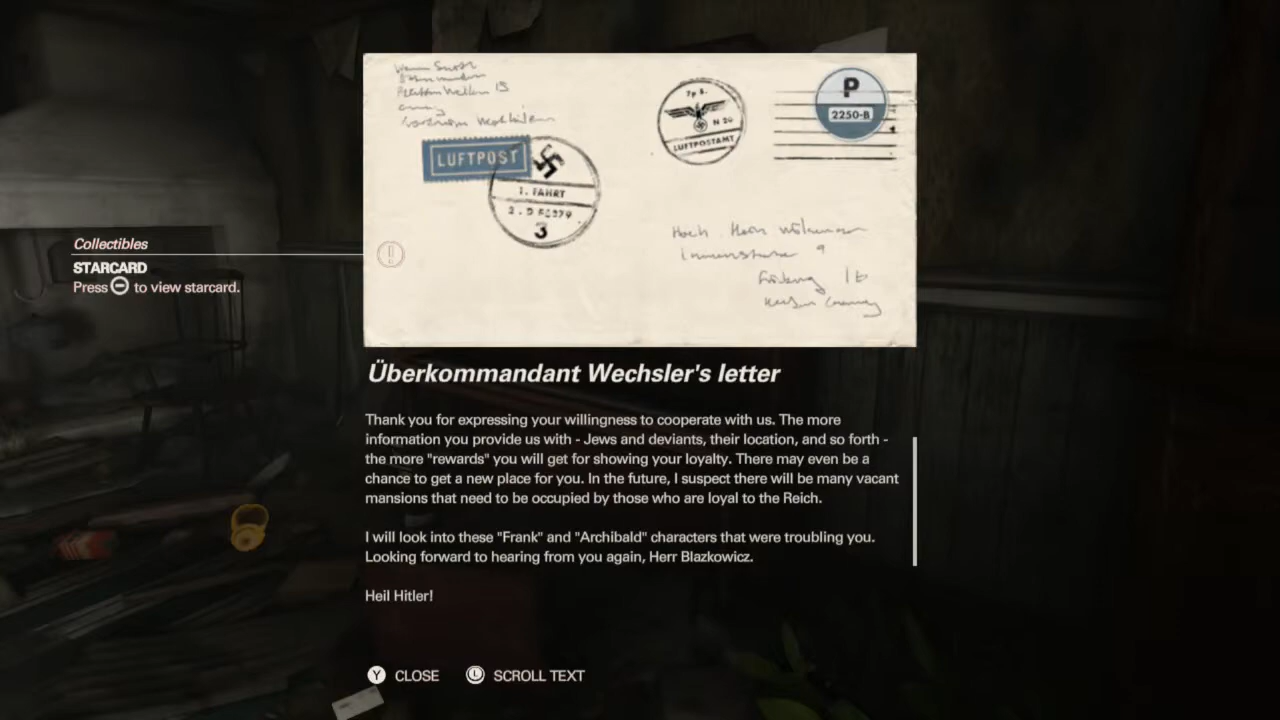 LUFTPOST
N 20
LUFTPOSTAMT
P
2250-B
1. FAHRT
3
Collectibles
STARCARD
Press - to view starcard.
Überkommandant Wechsler's letter
Thank you for expressing your willingness to cooperate with us. The more
information you provide us with - Jews and deviants, their location, and so forth -
the more "rewards" you will get for showing your loyalty. There may even be a
chance to get a new place for you. In the future, I suspect there will be many vacant
mansions that need to be occupied by those who are loyal to the Reich.
I will look into these "Frank" and "Archibald" characters that were troubling you.
Looking forward to hearing from you again, Herr Blazkowicz.
Heil Hitler!
Y CLOSE L SCROLL TEXT